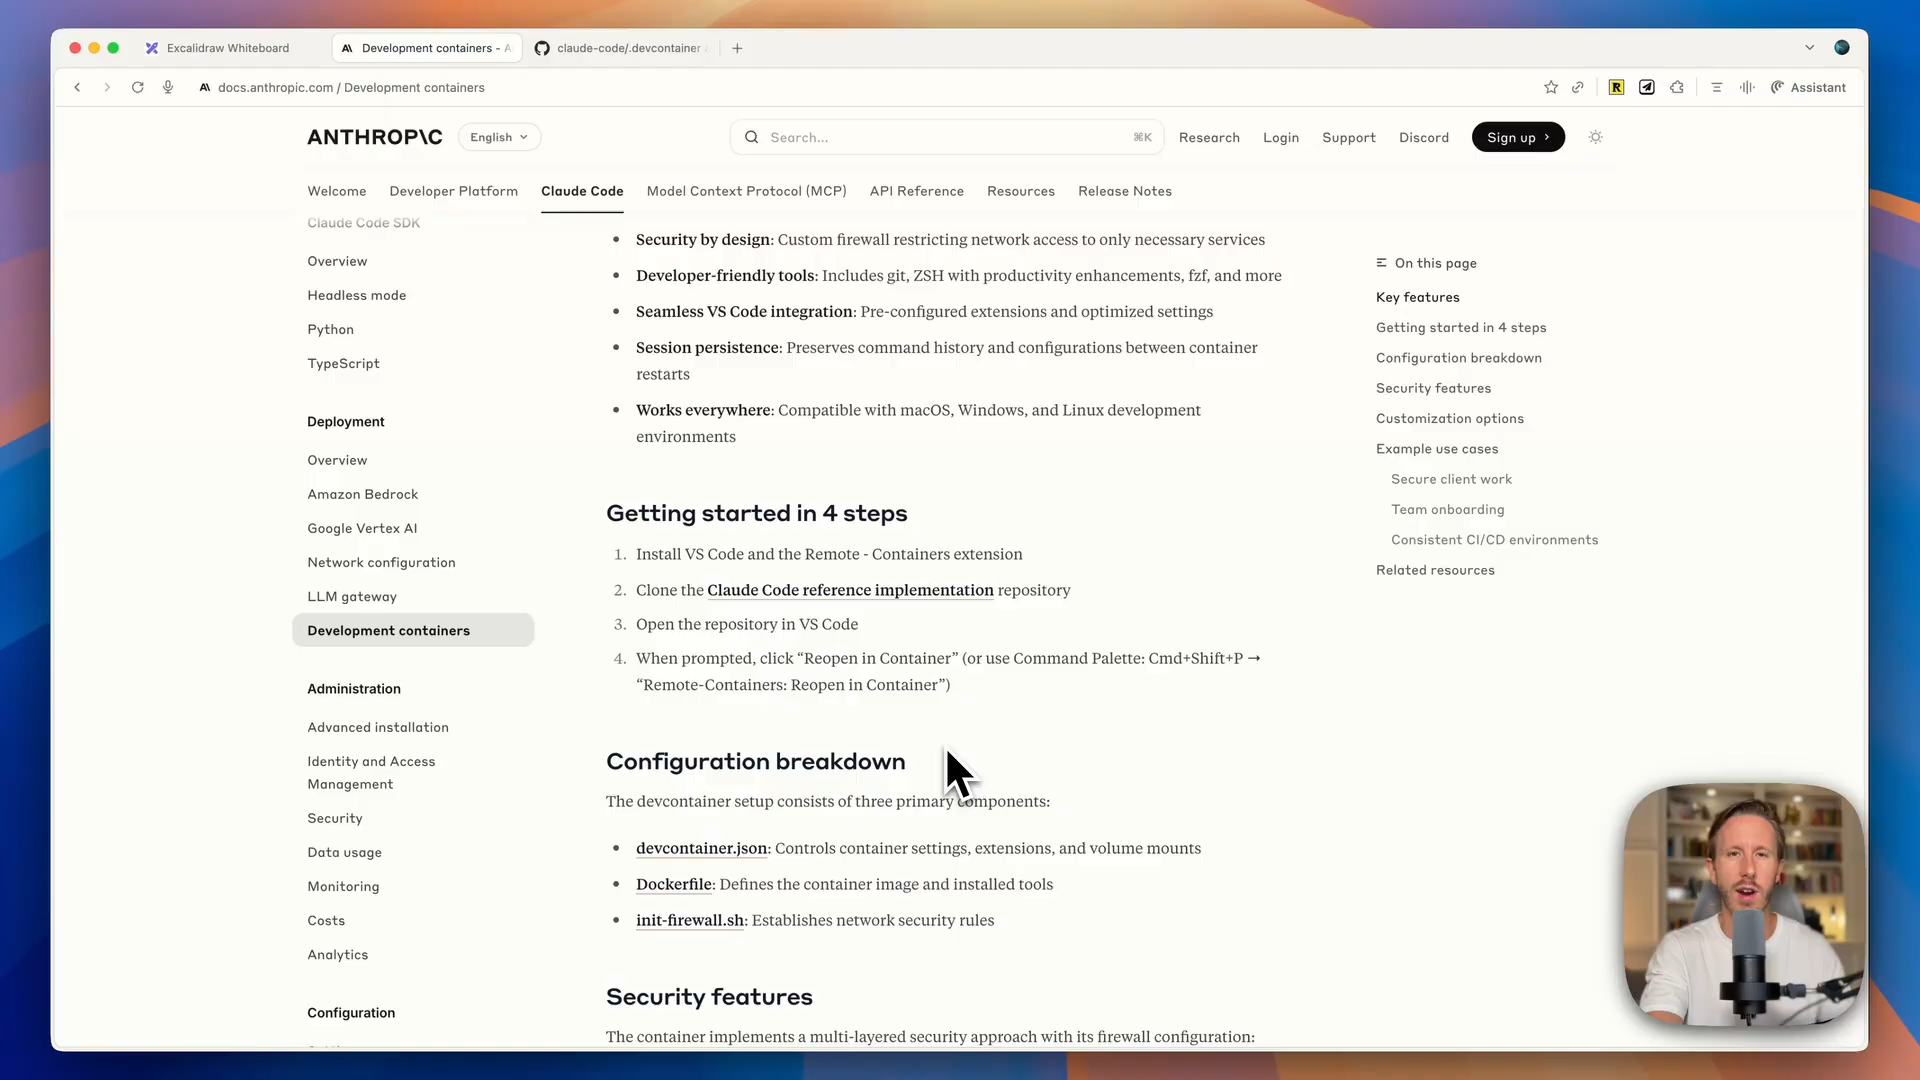 Excalidraw Whiteboard
Development containers - A
claude-code/.devcontainer
docs.anthropic.com / Development containers
Assistant
ANTHROP\C
English
Search...
⌘K
Research
Login
Support
Discord
Sign up
Welcome
Developer Platform
Claude Code
Model Context Protocol (MCP)
API Reference
Resources
Release Notes
Claude Code SDK
Overview
Headless mode
Python
TypeScript
Deployment
Overview
Amazon Bedrock
Google Vertex AI
Network configuration
LLM gateway
Development containers
Administration
Advanced installation
Identity and Access
Management
Security
Data usage
Monitoring
Costs
Analytics
Configuration
• Security by design: Custom firewall restricting network access to only necessary services
• Developer-friendly tools: Includes git, ZSH with productivity enhancements, fzf, and more
• Seamless VS Code integration: Pre-configured extensions and optimized settings
• Session persistence: Preserves command history and configurations between container
restarts
• Works everywhere: Compatible with macOS, Windows, and Linux development
environments
Getting started in 4 steps
1. Install VS Code and the Remote - Containers extension
2. Clone the Claude Code reference implementation repository
3. Open the repository in VS Code
4. When prompted, click “Reopen in Container” (or use Command Palette: Cmd+Shift+P →
“Remote-Containers: Reopen in Container”)
Configuration breakdown
The devcontainer setup consists of three primary components:
• devcontainer.json: Controls container settings, extensions, and volume mounts
• Dockerfile: Defines the container image and installed tools
• init-firewall.sh: Establishes network security rules
Security features
The container implements a multi-layered security approach with its firewall configuration:
On this page
Key features
Getting started in 4 steps
Configuration breakdown
Security features
Customization options
Example use cases
Secure client work
Team onboarding
Consistent CI/CD environments
Related resources